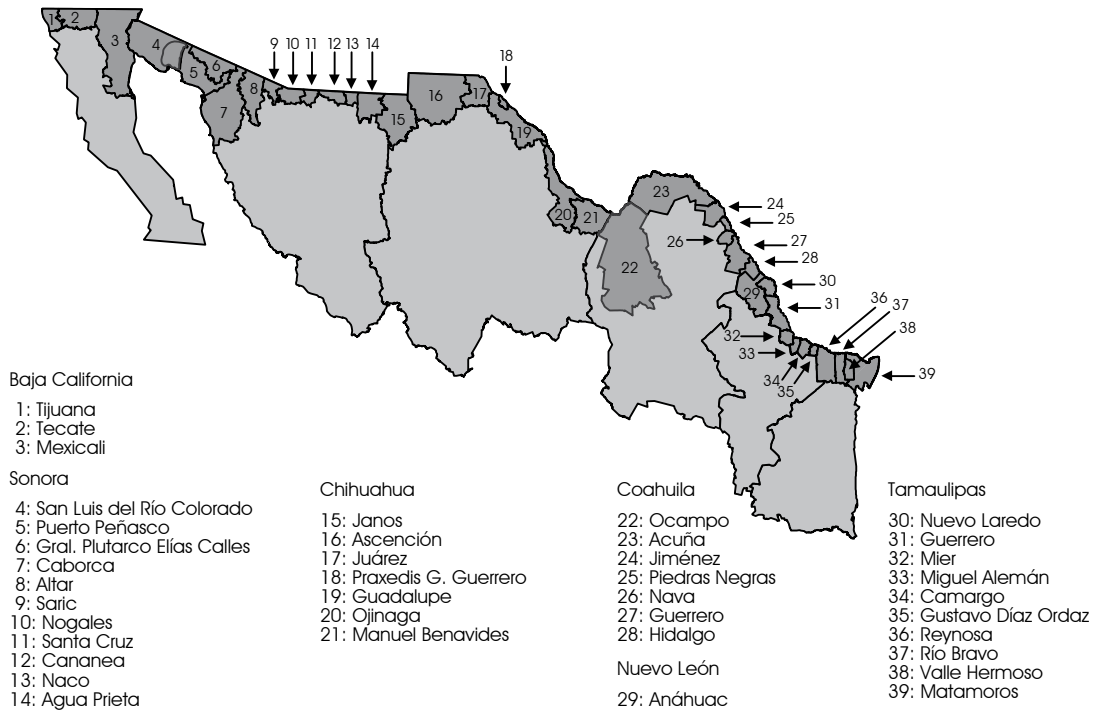 1
2
3
4
5
6
7
8
9
10
11
12
13
14
15
16
17
18
19
20
21
22
23
24
25
26
27
28
29
30
31
32
33
34
35
36
37
38
39
Baja California
1: Tijuana
2: Tecate
3: Mexicali
Sonora
4: San Luis del Río Colorado
5: Puerto Peñasco
6: Gral. Plutarco Elías Calles
7: Caborca
8: Altar
9: Saric
10: Nogales
11: Santa Cruz
12: Cananea
13: Naco
14: Agua Prieta
Chihuahua
15: Janos
16: Ascención
17: Juárez
18: Praxedis G. Guerrero
19: Guadalupe
20: Ojinaga
21: Manuel Benavides
Coahuila
22: Ocampo
23: Acuña
24: Jiménez
25: Piedras Negras
26: Nava
27: Guerrero
28: Hidalgo
Nuevo León
29: Anáhuac
Tamaulipas
30: Nuevo Laredo
31: Guerrero
32: Mier
33: Miguel Alemán
34: Camargo
35: Gustavo Díaz Ordaz
36: Reynosa
37: Río Bravo
38: Valle Hermoso
39: Matamoros